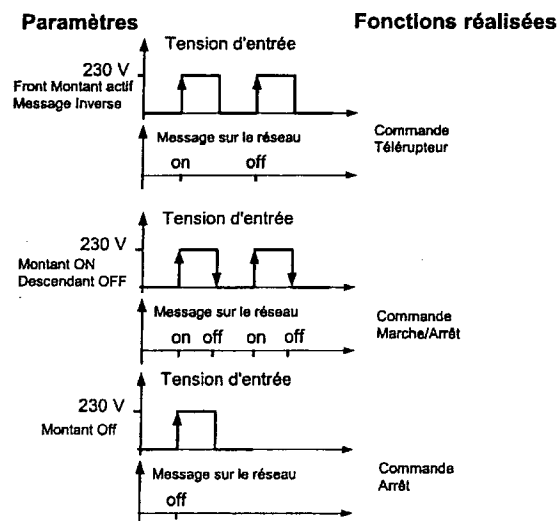 Paramètres
Fonctions réalisées
Tension d'entrée
230 V
Front Montant actif
Message Inverse
Message sur le réseau
on off
Commande
Télérupteur
Tension d'entrée
230 V
Montant ON
Descendant OFF
Message sur le réseau
on off on off
Commande
Marche/Arrêt
Tension d'entrée
230 V
Montant Off
Message sur le réseau
off
Commande
Arrêt